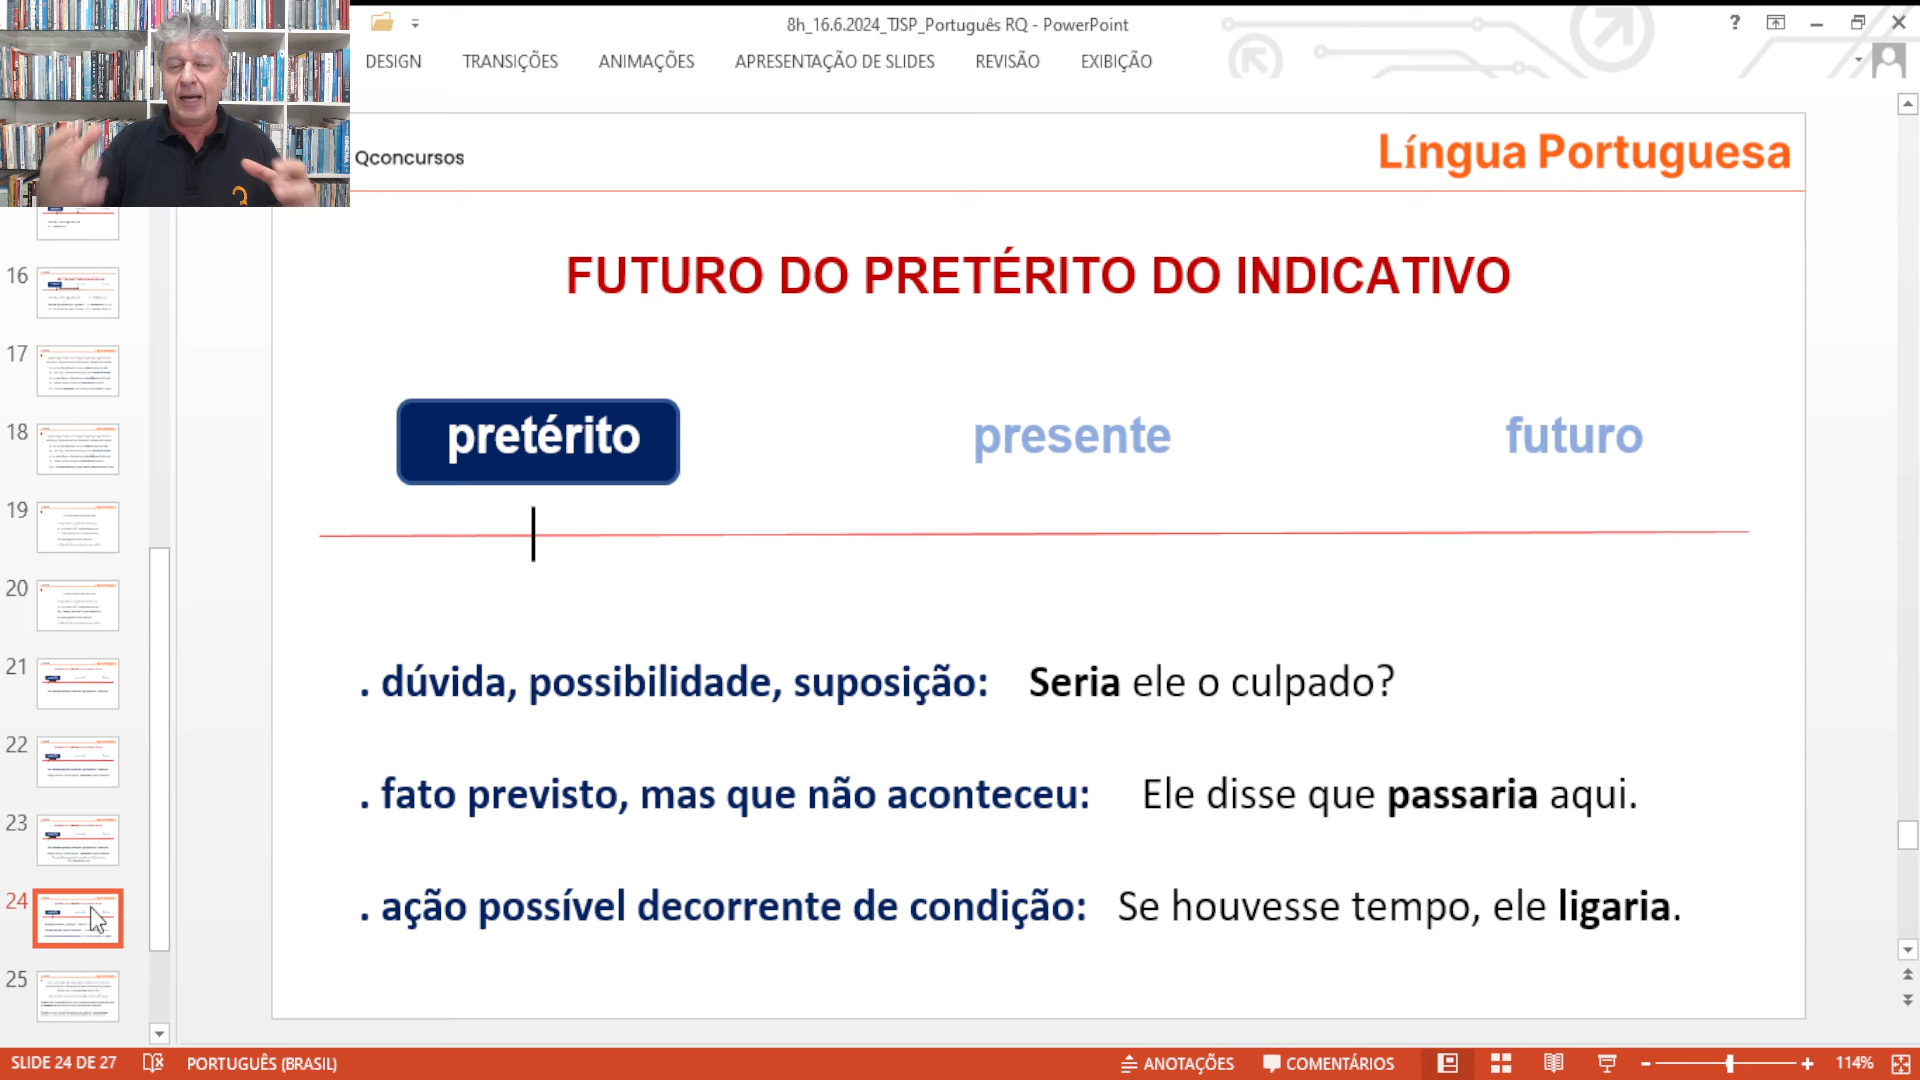 8h_16.6.2024_TJSP_Português RQ - PowerPoint
?
DESIGN TRANSIÇÕES ANIMAÇÕES APRESENTAÇÃO DE SLIDES REVISÃO EXIBIÇÃO
Qconcursos
Língua Portuguesa
FUTURO DO PRETÉRITO DO INDICATIVO
pretérito presente futuro
. dúvida, possibilidade, suposição: Seria ele o culpado?
. fato previsto, mas que não aconteceu: Ele disse que passaria aqui.
. ação possível decorrente de condição: Se houvesse tempo, ele ligaria.
16
17
18
19
20
21
22
23
24
25
SLIDE 24 DE 27 PORTUGUÊS (BRASIL) ANOTAÇÕES COMENTÁRIOS 114%